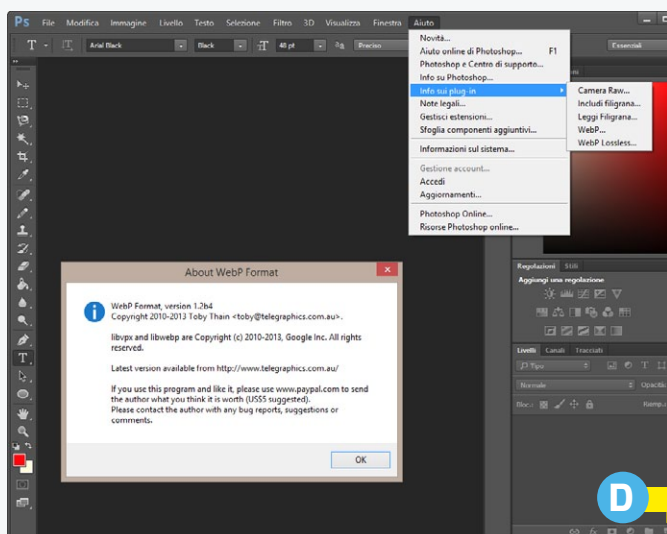 Ps File Modifica Immagine Livello Testo Selezione Filtro 3D Visualizza Finestra Aiuto
T Arial Black Black 48 pt aa Preciso Essenziali
Novità...
Aiuto online di Photoshop... F1
Photoshop e Centro di supporto...
Info su Photoshop...
Info sui plug-in
Note legali...
Gestisci estensioni...
Sfoglia componenti aggiuntivi...
Informazioni sul sistema...
Gestione account...
Accedi
Aggiornamenti...
Photoshop Online...
Risorse Photoshop online...
Camera Raw...
Includi filigrana...
Leggi Filigrana...
WebP...
WebP Lossless...
About WebP Format
WebP Format, version 1.2b4
Copyright 2010-2013 Toby Thain <toby@telegraphics.com.au>.
libvpx and libwebp are Copyright (c) 2010-2013, Google Inc. All rights
reserved.
Latest version available from http://www.telegraphics.com.au/
If you use this program and like it, please use www.paypal.com to send
the author what you think it is worth (US$5 suggested).
Please contact the author with any bug reports, suggestions or
comments.
OK
Regolazioni Stili
Aggiungi una regolazione
Livelli Canali Tracciati
Tipo
Normale Opacità:
Bloc.: Riemp.:
D